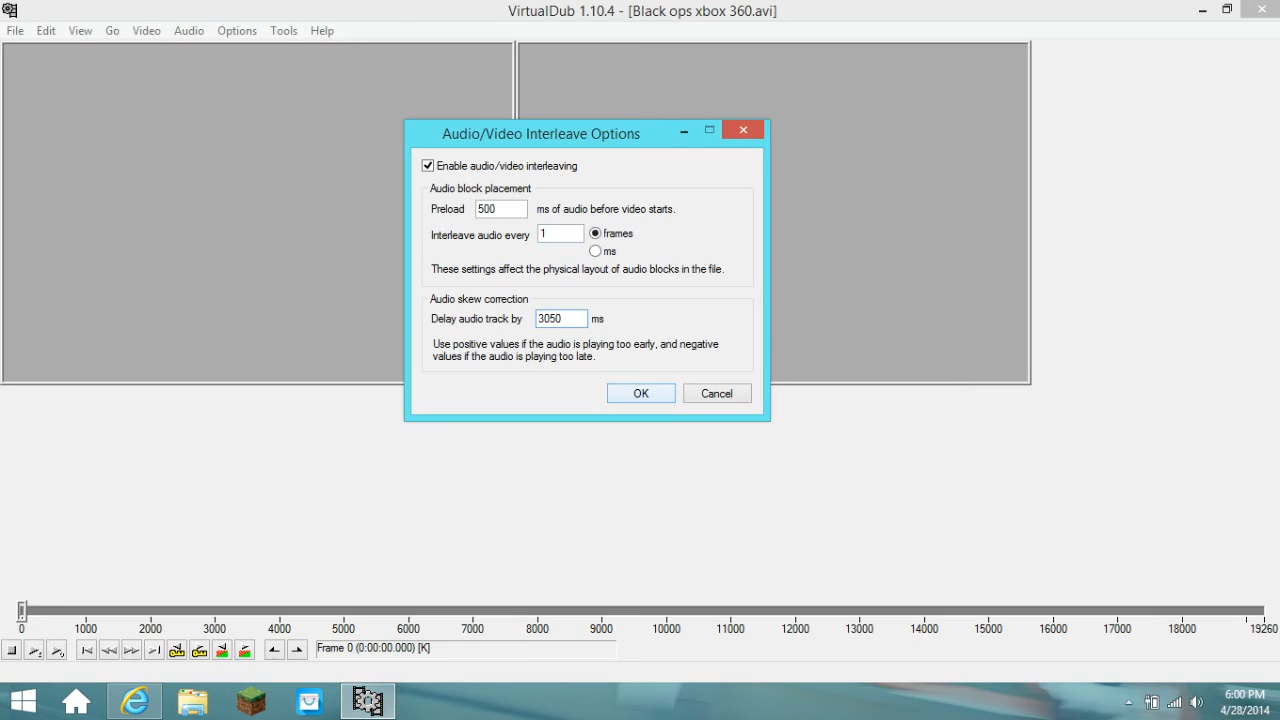 VirtualDub 1.10.4 - [Black ops xbox 360.avi]
File Edit View Go Video Audio Options Tools Help
Audio/Video Interleave Options
Enable audio/video interleaving
Audio block placement
Preload 500 ms of audio before video starts.
Interleave audio every 1 frames
ms
These settings affect the physical layout of audio blocks in the file.
Audio skew correction
Delay audio track by 3050 ms
Use positive values if the audio is playing too early, and negative
values if the audio is playing too late.
OK Cancel
0 1000 2000 3000 4000 5000 6000 7000 8000 9000 10000 11000 12000 13000 14000 15000 16000 17000 18000 19260
Frame 0 (0:00:00.000) [K]
6:00 PM
4/28/2014